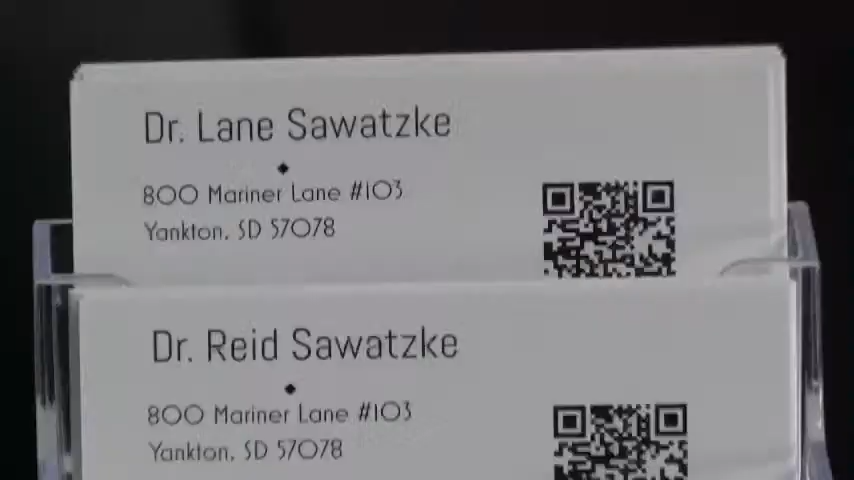 Dr. Lane Sawatzke
800 Mariner Lane #103
Yankton, SD 57078
Dr. Reid Sawatzke
800 Mariner Lane #103
Yankton, SD 57078